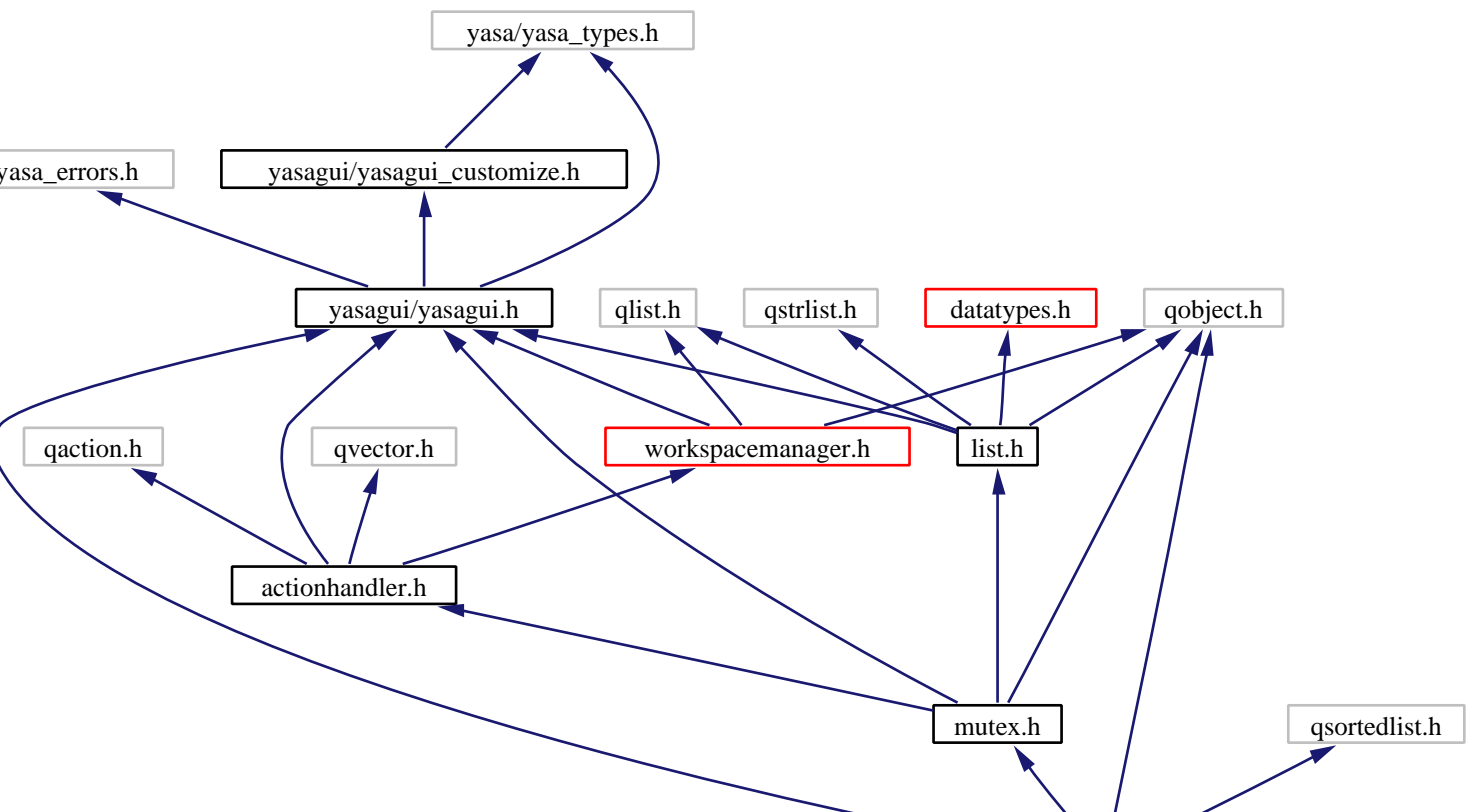 yasa/yasa_types.h
yasa_errors.h
yasagui/yasagui_customize.h
yasagui/yasagui.h
qlist.h
qstrlist.h
datatypes.h
qobject.h
qaction.h
qvector.h
workspacemanager.h
list.h
actionhandler.h
mutex.h
qsortedlist.h